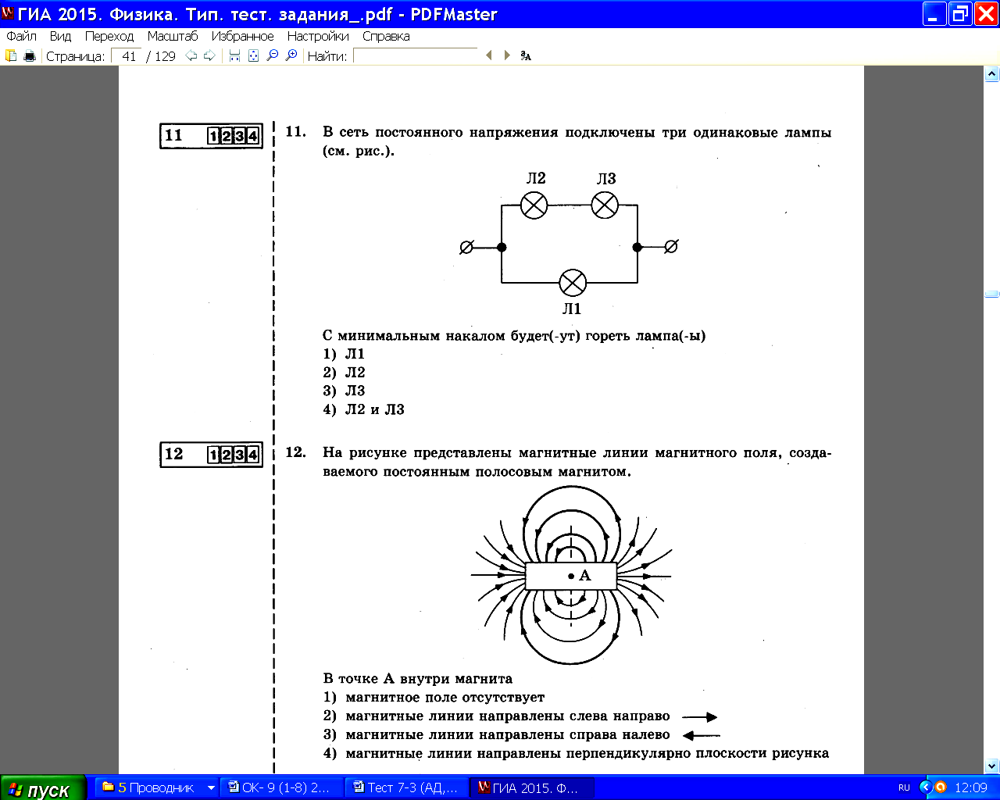 ГИА 2015. Физика. Тип. тест. задания_.pdf - PDFMaster
Файл Вид Переход Масштаб Избранное Настройки Справка
Страница: 41 / 129 Найти:
11 1 2 3 4
11. В сеть постоянного напряжения подключены три одинаковые лампы
(см. рис.).
Л2 Л3
Л1
С минимальным накалом будет(-ут) гореть лампа(-ы)
1) Л1
2) Л2
3) Л3
4) Л2 и Л3
12 1 2 3 4
12. На рисунке представлены магнитные линии магнитного поля, созда-
ваемого постоянным полосовым магнитом.
А
В точке А внутри магнита
1) магнитное поле отсутствует
2) магнитные линии направлены слева направо
3) магнитные линии направлены справа налево
4) магнитные линии направлены перпендикулярно плоскости рисунка
пуск 5 Проводник ОК- 9 (1-8) 2... Тест 7-3 (АД,... ГИА 2015. Ф... RU 12:09